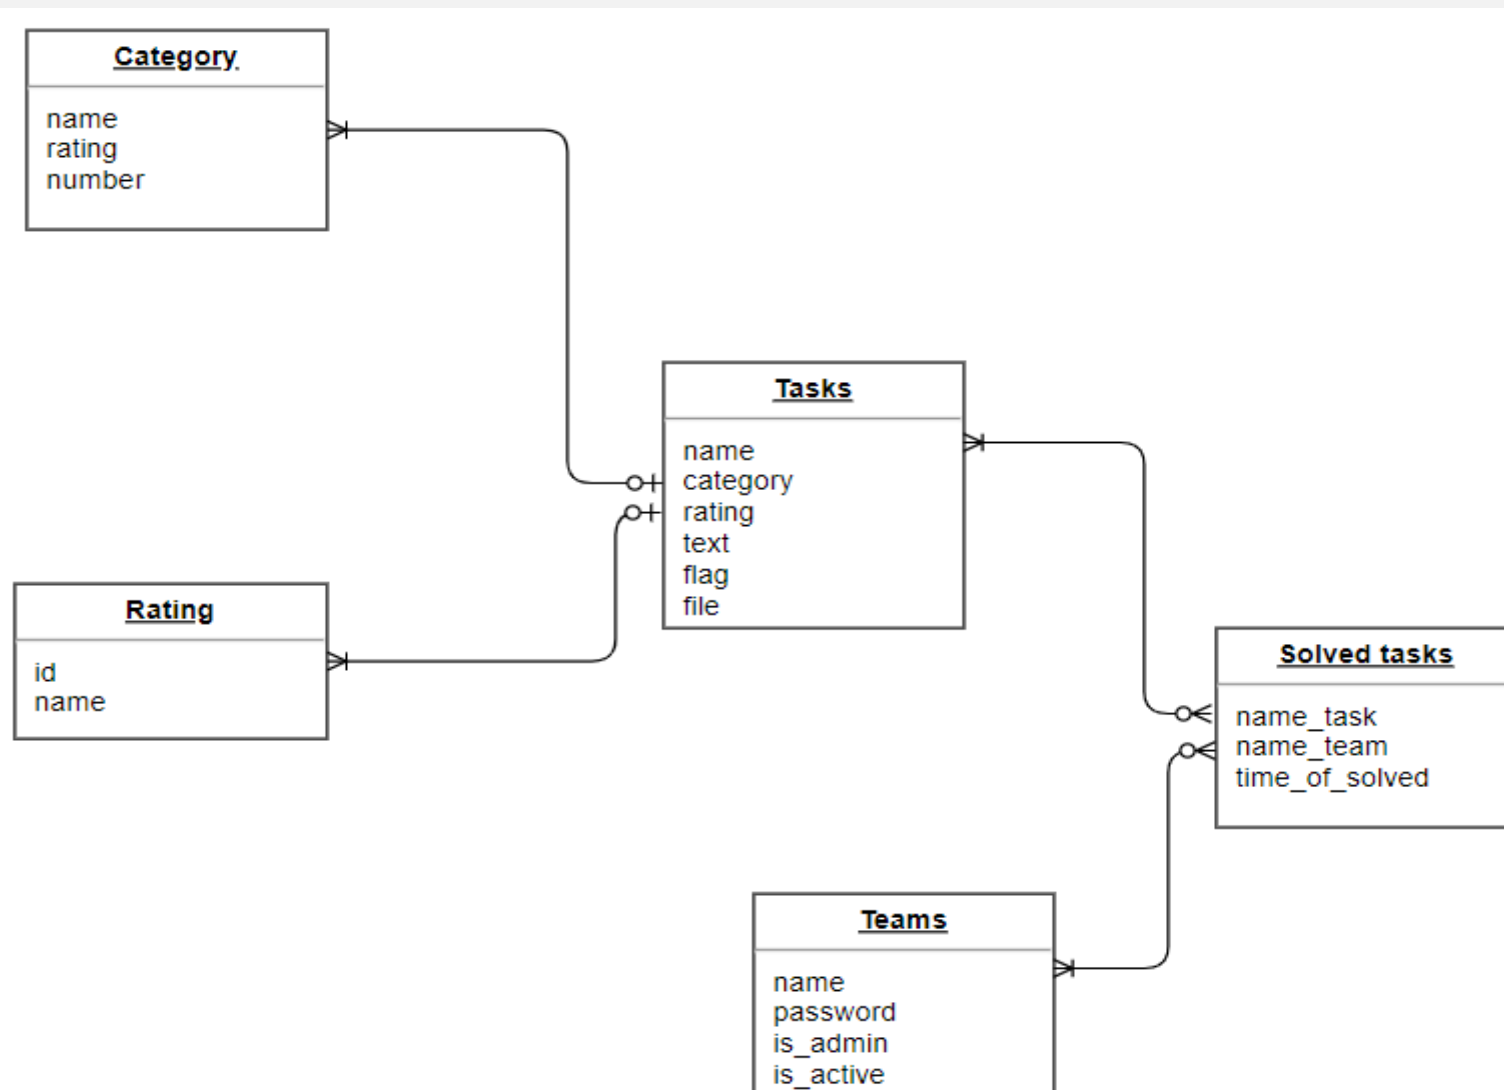 Category
name
rating
number
Tasks
name
category
rating
text
flag
file
Rating
id
name
Solved tasks
name_task
name_team
time_of_solved
Teams
name
password
is_admin
is_active